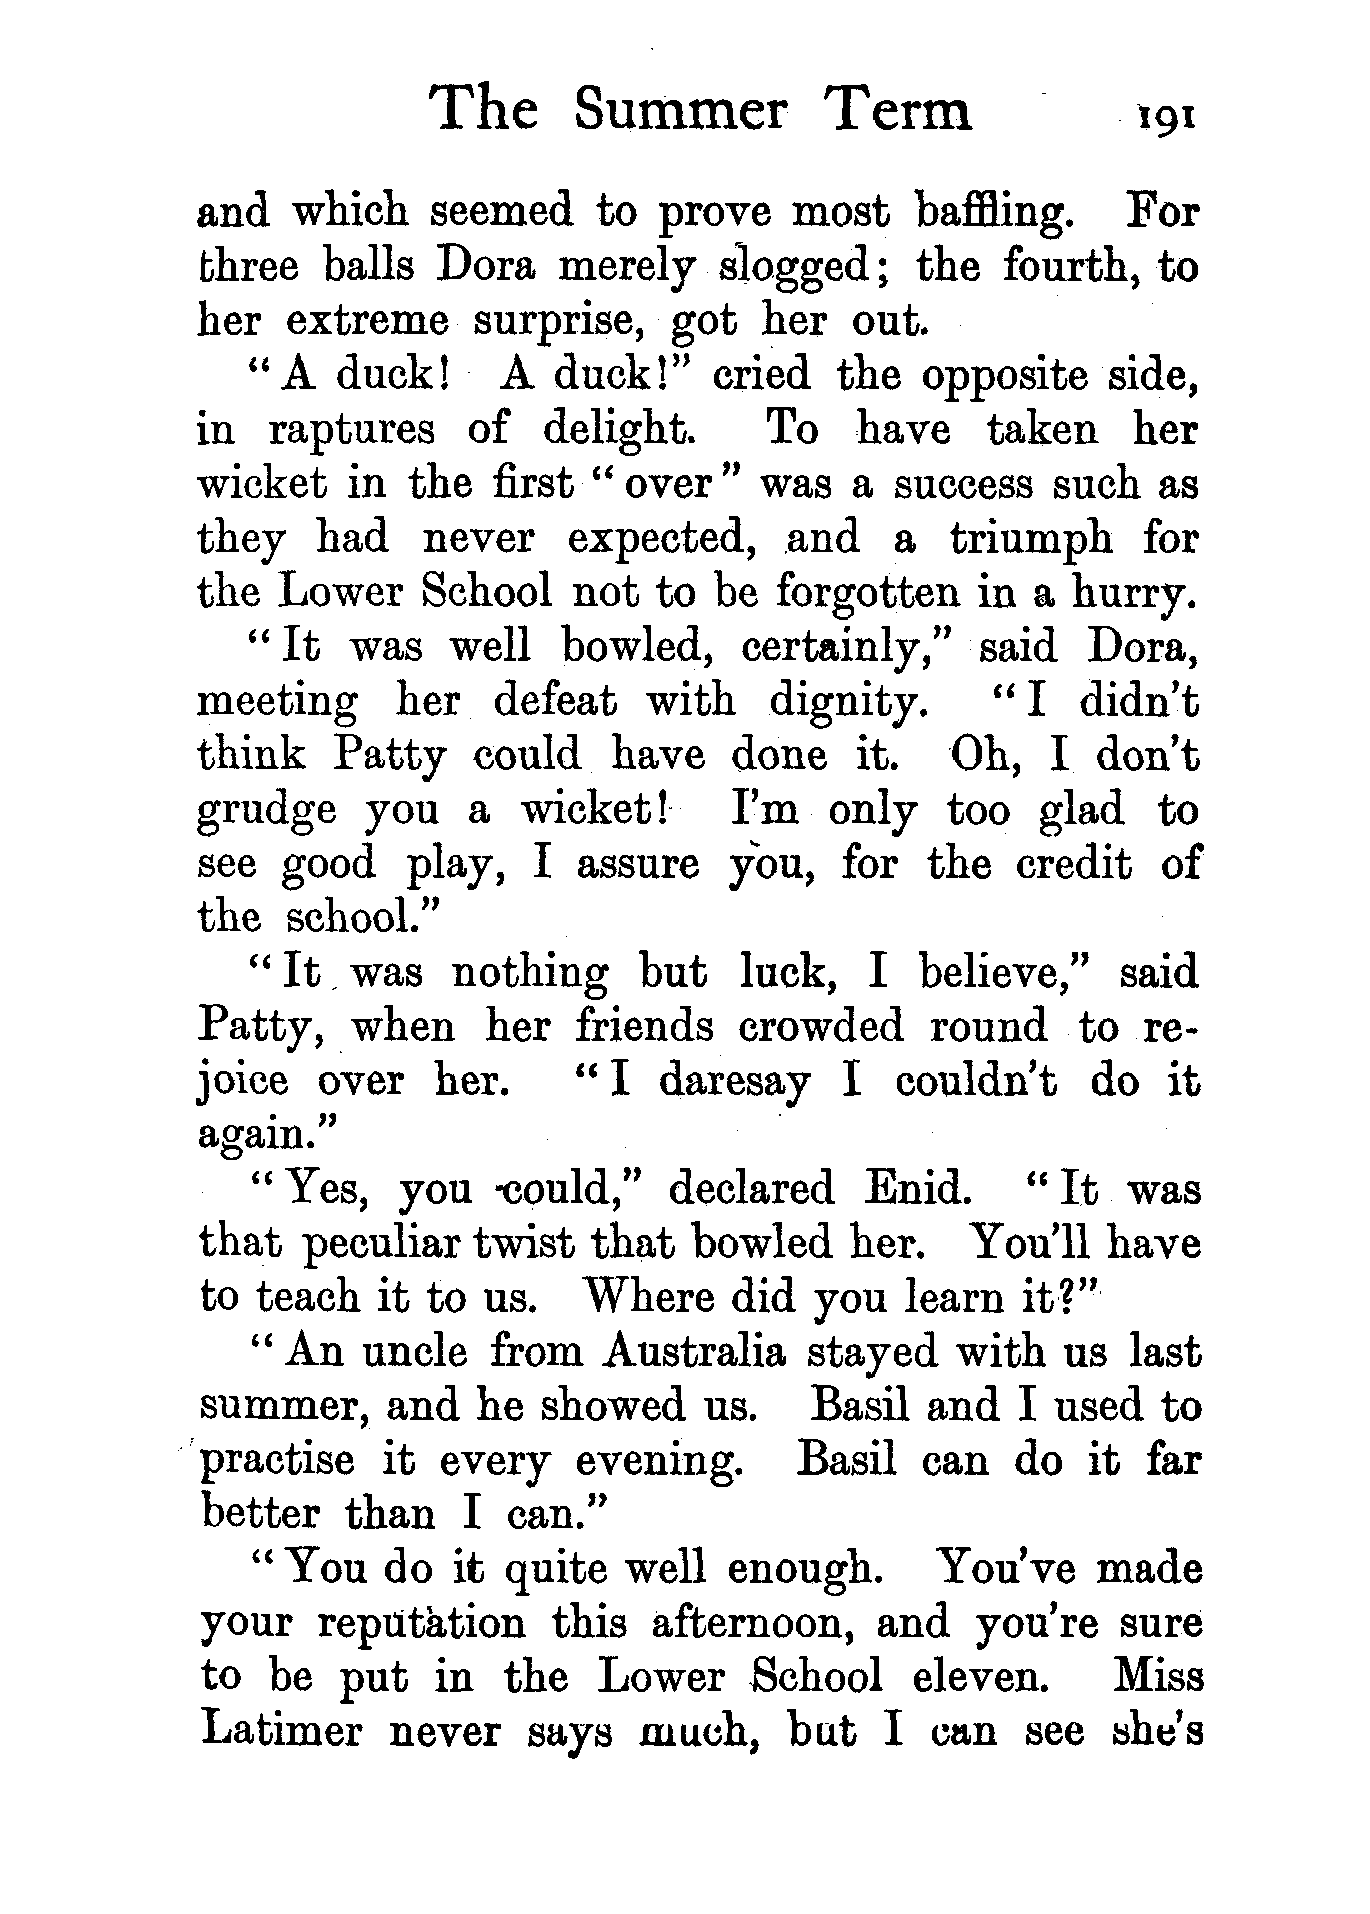 The Summer Term 191
and which seemed to prove most baffling. For
three balls Dora merely slogged; the fourth, to
her extreme surprise, got her out.
“A duck! A duck!” cried the opposite side,
in raptures of delight. To have taken her
wicket in the first “over” was a success such as
they had never expected, and a triumph for
the Lower School not to be forgotten in a hurry.
“It was well bowled, certainly,” said Dora,
meeting her defeat with dignity. “I didn't
think Patty could have done it. Oh, I don't
grudge you a wicket! I'm only too glad to
see good play, I assure you, for the credit of
the school.”
“It was nothing but luck, I believe,” said
Patty, when her friends crowded round to re-
joice over her. “I daresay I couldn't do it
again.”
“Yes, you could,” declared Enid. “It was
that peculiar twist that bowled her. You'll have
to teach it to us. Where did you learn it?”
“An uncle from Australia stayed with us last
summer, and he showed us. Basil and I used to
practise it every evening. Basil can do it far
better than I can.”
“You do it quite well enough. You've made
your reputation this afternoon, and you're sure
to be put in the Lower School eleven. Miss
Latimer never says much, but I can see she's